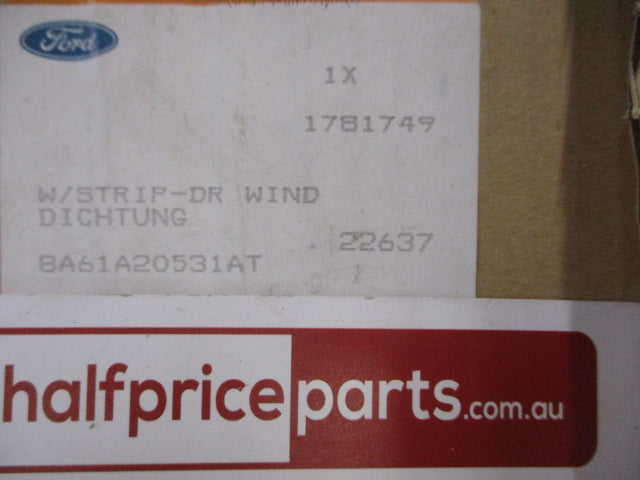 Ford
1X
1781749
W/STRIP-DR WIND
DICHTUNG
22637
8A61A20531AT
halfpriceparts.com.au